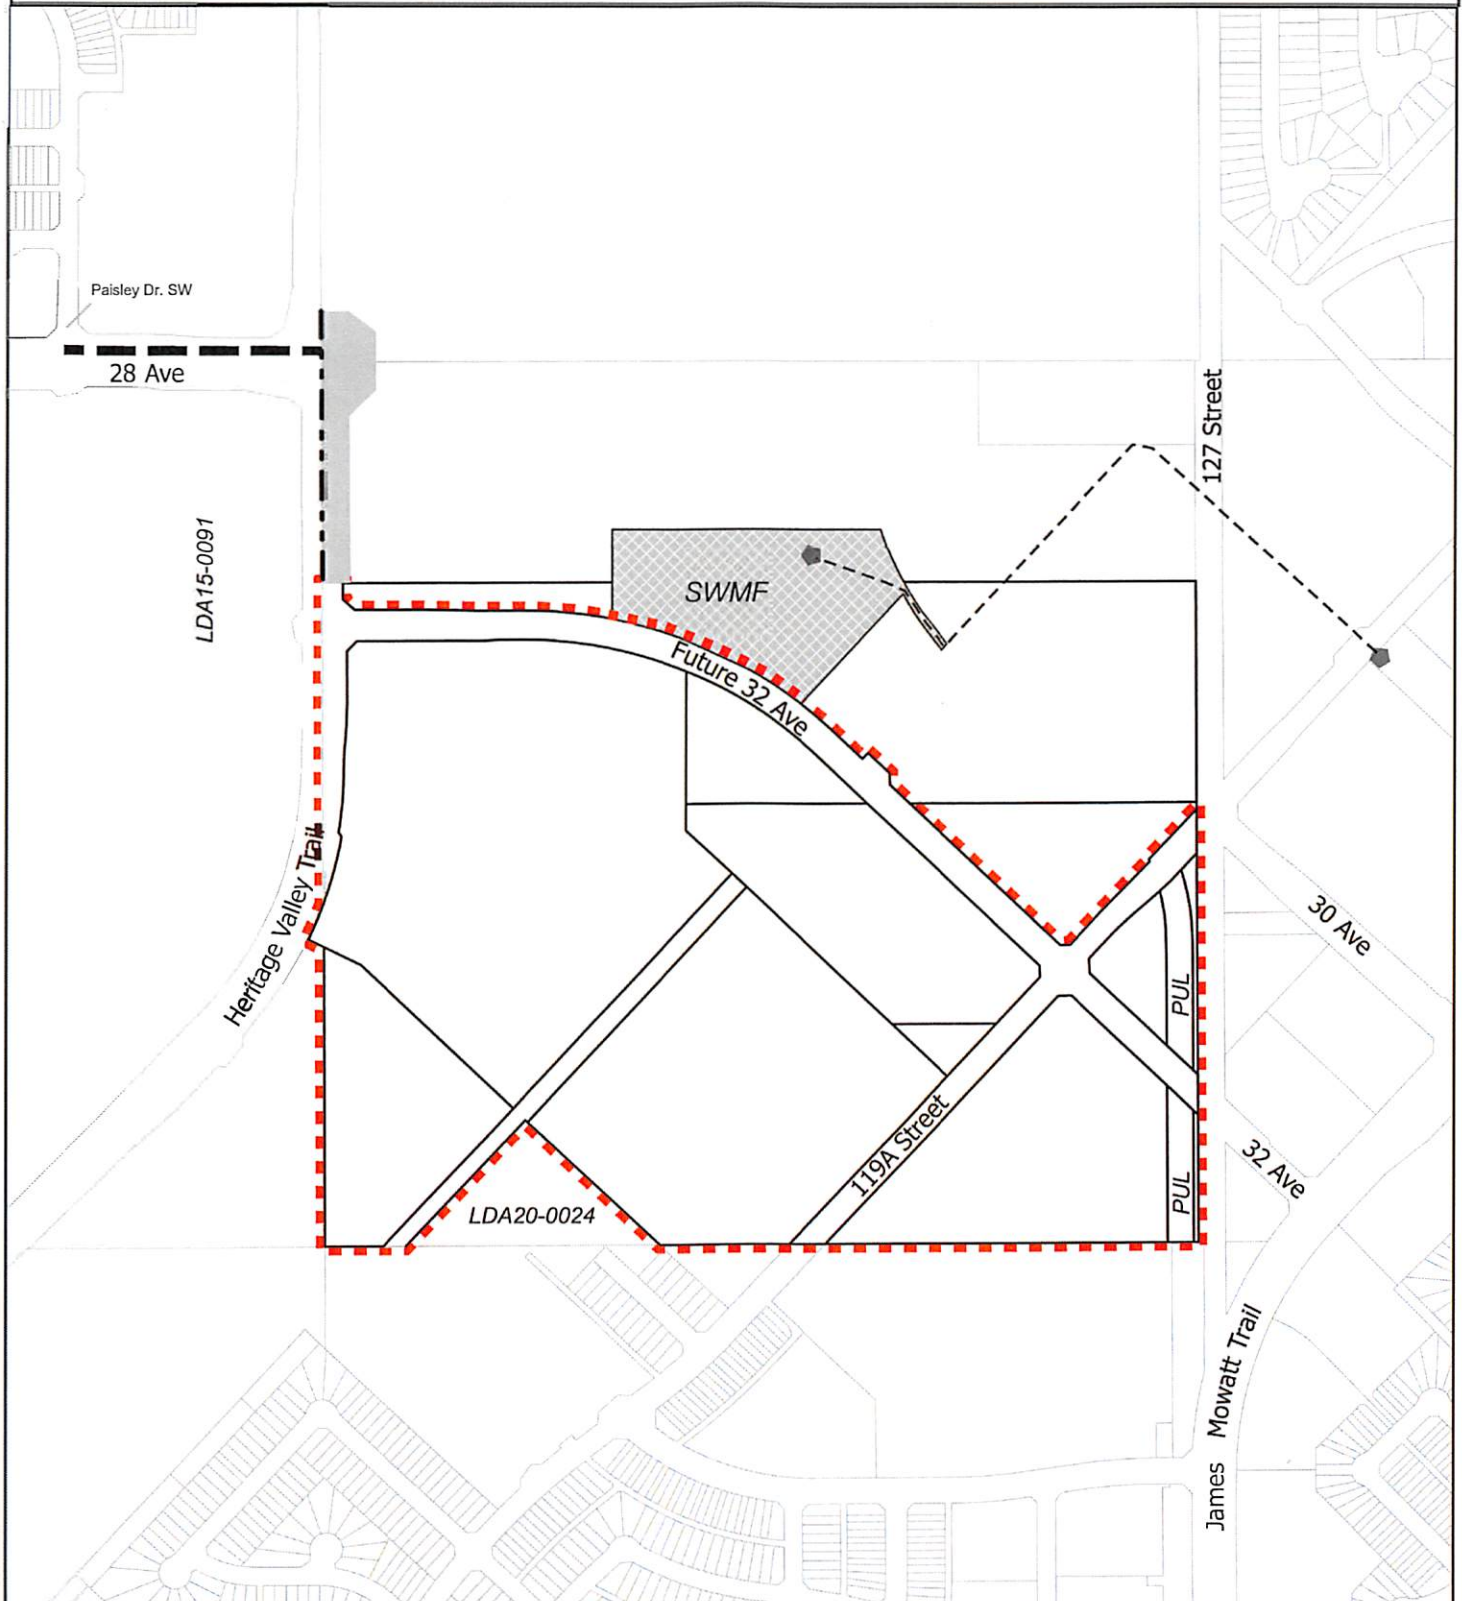 Paisley Dr. SW
28 Ave
127 Street
LDA15-0091
SWMF
Future 32 Ave
Heritage Valley Trail
30 Ave
PUL
119A Street
32 Ave
PUL
LDA20-0024
James Mowatt Trail